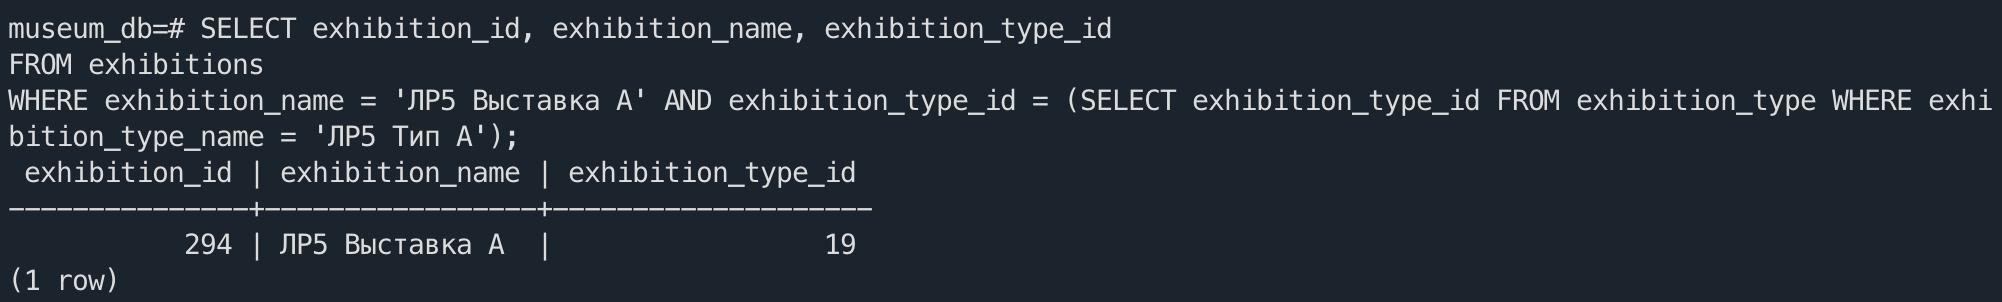 museum_db=# SELECT exhibition_id, exhibition_name, exhibition_type_id
FROM exhibitions
WHERE exhibition_name = 'ЛР5 Выставка А' AND exhibition_type_id = (SELECT exhibition_type_id FROM exhibition_type WHERE exhi
bition_type_name = 'ЛР5 Тип А');
 exhibition_id | exhibition_name | exhibition_type_id
---------------+-----------------+--------------------
           294 | ЛР5 Выставка А  |                 19
(1 row)